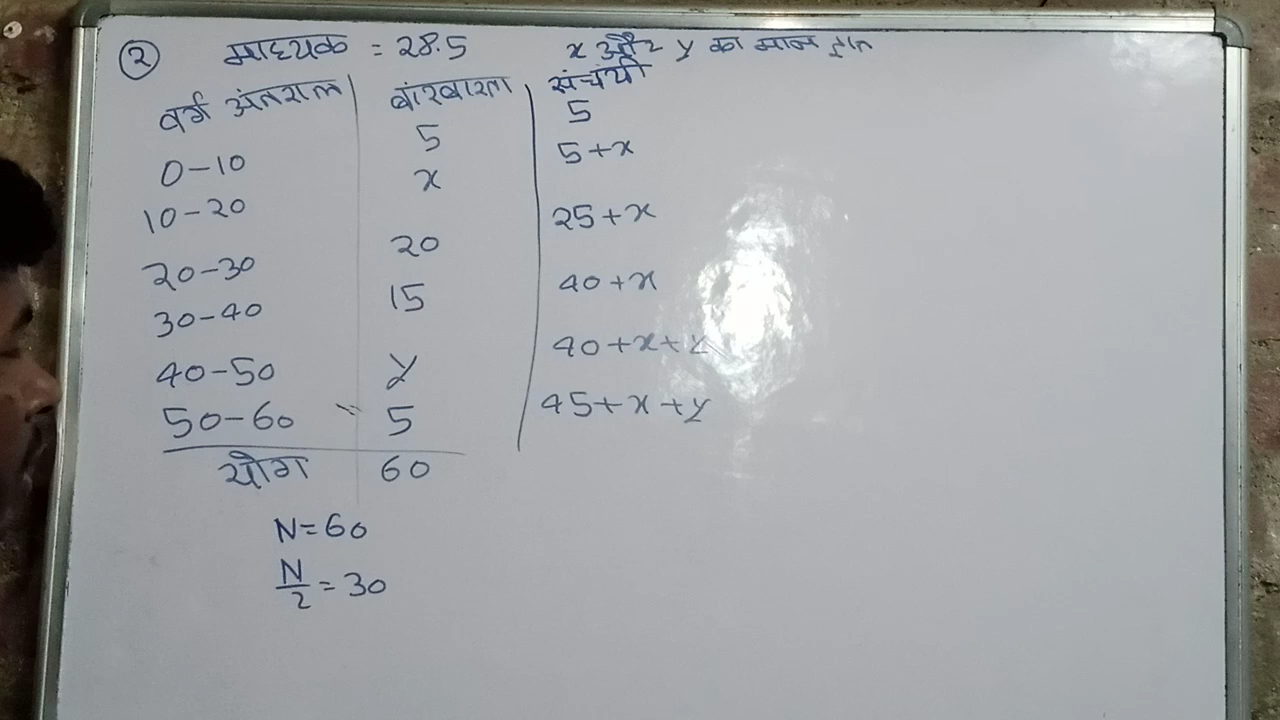 ② माध्यक = 28.5 x और y का मान ज्ञात
वर्ग अंतराल बारंबारता संचयी
0-10 5 5
10-20 x 5+x
20-30 20 25+x
30-40 15 40+x
40-50 y 40+x+y
50-60 5 45+x+y
योग 60
N=60
N/2 = 30